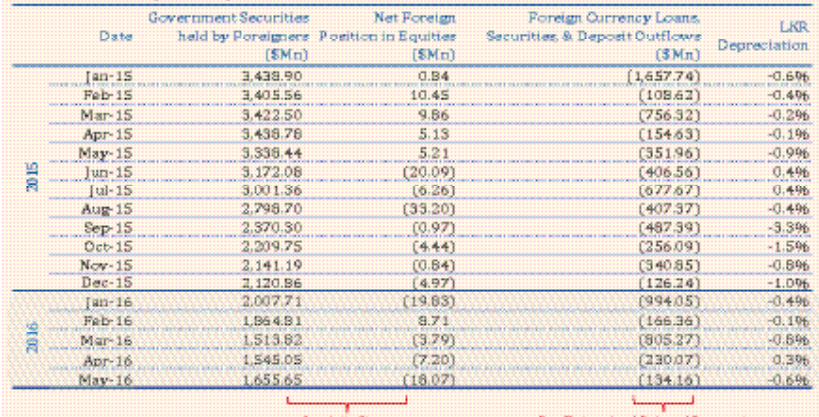 Government Securities Net Foreign Foreign Currency Loans, LKR
Date held by Foreigners Position in Equities Securities, & Deposit Outflows Depreciation
($Mn) ($Mn) ($Mn)
2015
Jan-15 3,438.90 0.84 (1,657.74) -0.6%
Feb-15 3,405.56 10.45 (108.62) -0.4%
Mar-15 3,422.50 9.86 (756.32) -0.2%
Apr-15 3,438.78 5.13 (154.63) -0.1%
May-15 3,338.44 5.21 (351.96) -0.9%
Jun-15 3,172.08 (20.09) (406.56) 0.4%
Jul-15 3,001.36 (6.26) (677.67) 0.4%
Aug-15 2,798.70 (33.20) (407.37) -0.4%
Sep-15 2,370.30 (0.97) (487.39) -3.3%
Oct-15 2,209.75 (4.44) (256.09) -1.5%
Nov-15 2,141.19 (0.84) (340.85) -0.8%
Dec-15 2,120.86 (4.97) (126.24) -1.0%
2016
Jan-16 2,007.71 (19.83) (994.05) -0.4%
Feb-16 1,864.81 8.71 (166.36) -0.1%
Mar-16 1,513.82 (3.79) (805.27) -0.8%
Apr-16 1,545.05 (7.20) (230.07) 0.3%
May-16 1,655.65 (18.07) (134.16) -0.6%